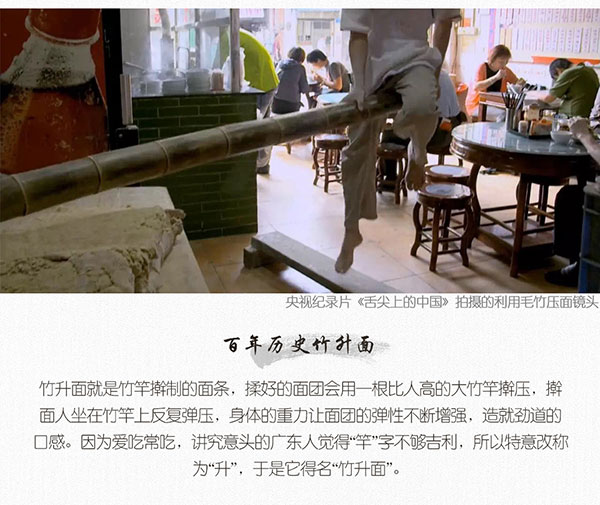 央视纪录片《舌尖上的中国》拍摄的利用毛竹压面镜头
百年历史竹升面
竹升面就是竹竿擀制的面条，揉好的面团会用一根比人高的大竹竿擀压，擀
面人坐在竹竿上反复弹压，身体的重力让面团的弹性不断增强，造就劲道的
口感。因为爱吃常吃，讲究意头的广东人觉得“竿”字不够吉利，所以特意改称
为“升”，于是它得名“竹升面”。